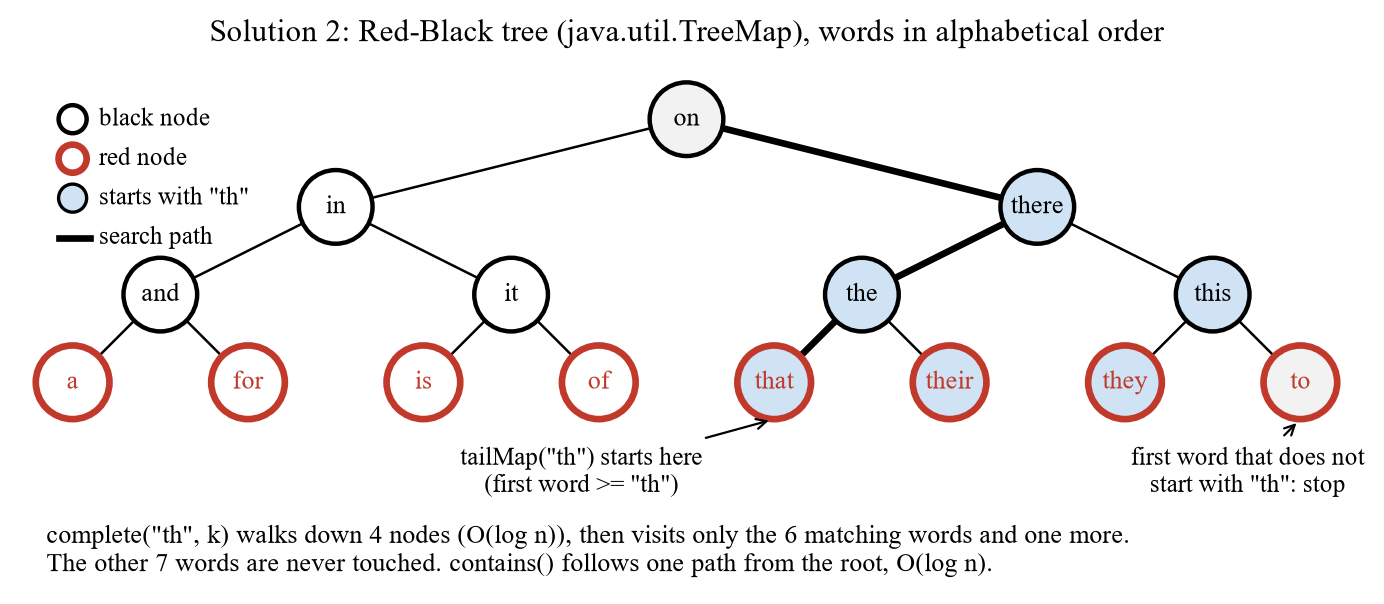 Solution 2: Red-Black tree (java.util.TreeMap), words in alphabetical order
black node
red node
starts with "th"
search path
on
in
there
and
it
the
this
a
for
is
of
that
their
they
to
tailMap("th") starts here
(first word >= "th")
first word that does not
start with "th": stop
complete("th", k) walks down 4 nodes (O(log n)), then visits only the 6 matching words and one more.
The other 7 words are never touched. contains() follows one path from the root, O(log n).